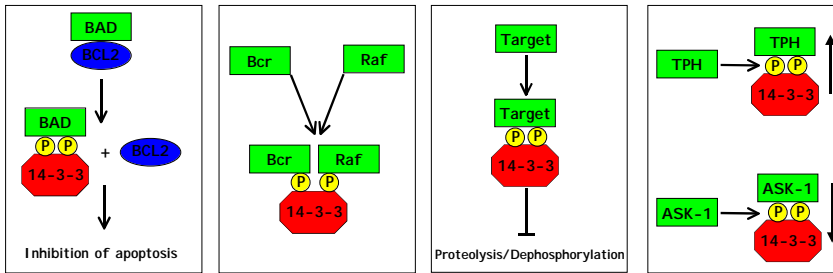 BAD
BCL2
BAD
P P
+ BCL2
14-3-3
Inhibition of apoptosis
Bcr Raf
Bcr Raf
P P
14-3-3
Target
Target
P P
14-3-3
Proteolysis/Dephosphorylation
TPH
TPH
P P
14-3-3
ASK-1
ASK-1
P P
14-3-3